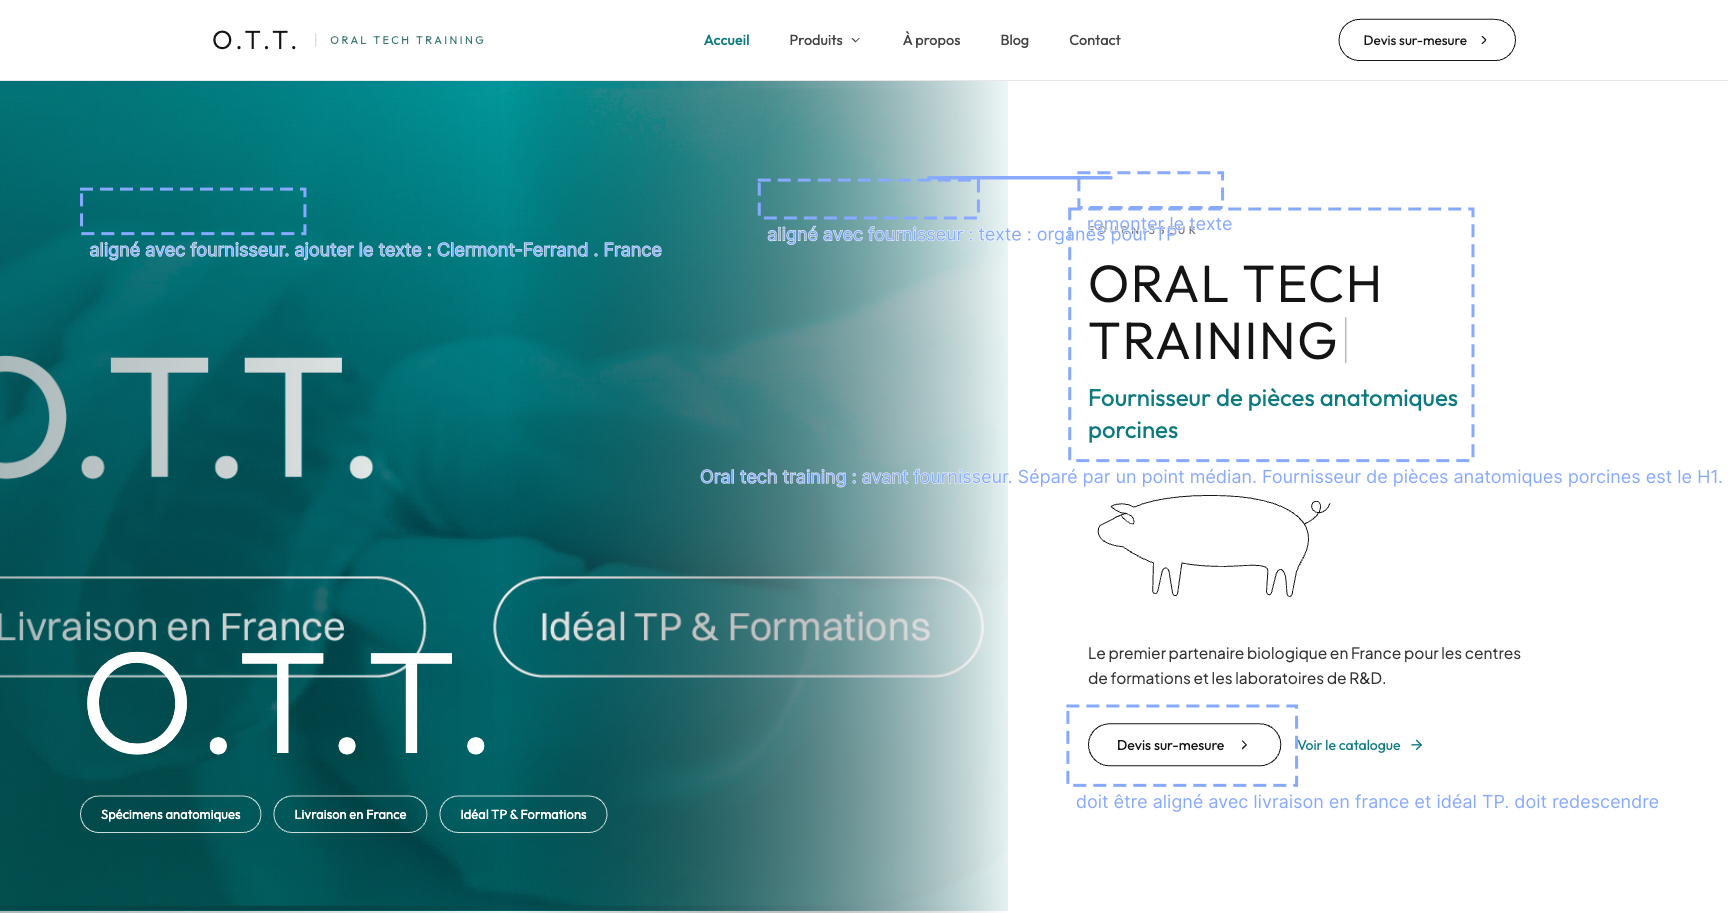 O.T.T. | ORAL TECH TRAINING
Accueil
Produits
À propos
Blog
Contact
Devis sur-mesure
aligné avec fournisseur. ajouter le texte : Clermont-Ferrand . France
aligné avec fournisseur : texte : organes pour TP
remonter le texte
FOURNISSEUR
ORAL TECH
TRAINING
Fournisseur de pièces anatomiques
porcines
O.T.T.
Oral tech training : avant fournisseur. Séparé par un point médian. Fournisseur de pièces anatomiques porcines est le H1.
Livraison en France
Idéal TP & Formations
O.T.T.
Spécimens anatomiques
Livraison en France
Idéal TP & Formations
Le premier partenaire biologique en France pour les centres
de formations et les laboratoires de R&D.
Devis sur-mesure
Voir le catalogue
doit être aligné avec livraison en france et idéal TP. doit redescendre